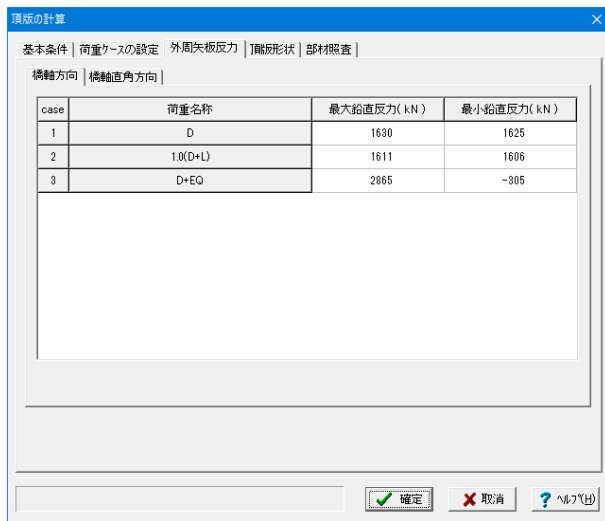 頂版の計算
基本条件 荷重ケースの設定 外周矢板反力 頂版形状 部材照査
橋軸方向 橋軸直角方向
case 荷重名称 最大鉛直反力(kN) 最小鉛直反力(kN)
1 D 1630 1625
2 1.0(D+L) 1611 1606
3 D+EQ 2865 -305
確定 取消 ヘルプ(H)